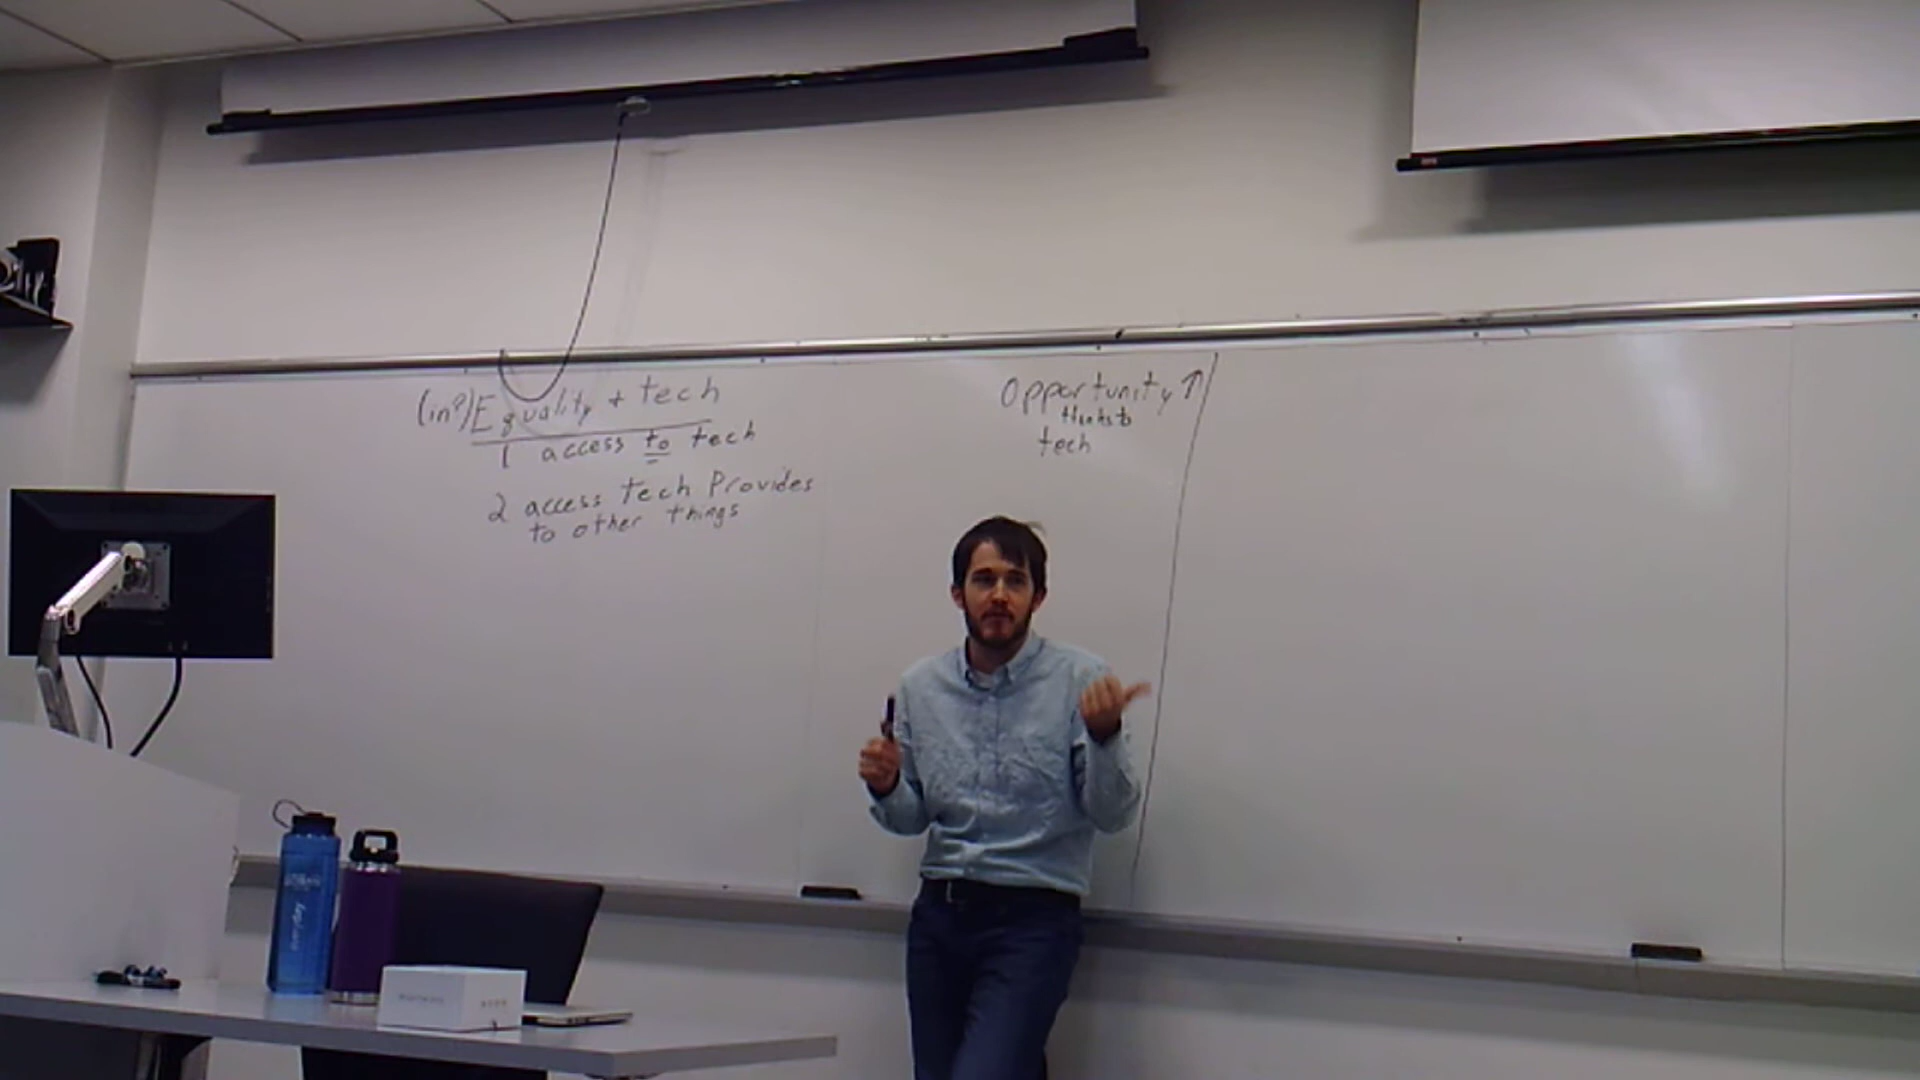 (in?)Equality + tech
1 access to tech
2 access tech Provides
to other things
Opportunity ↑
thanks to
tech